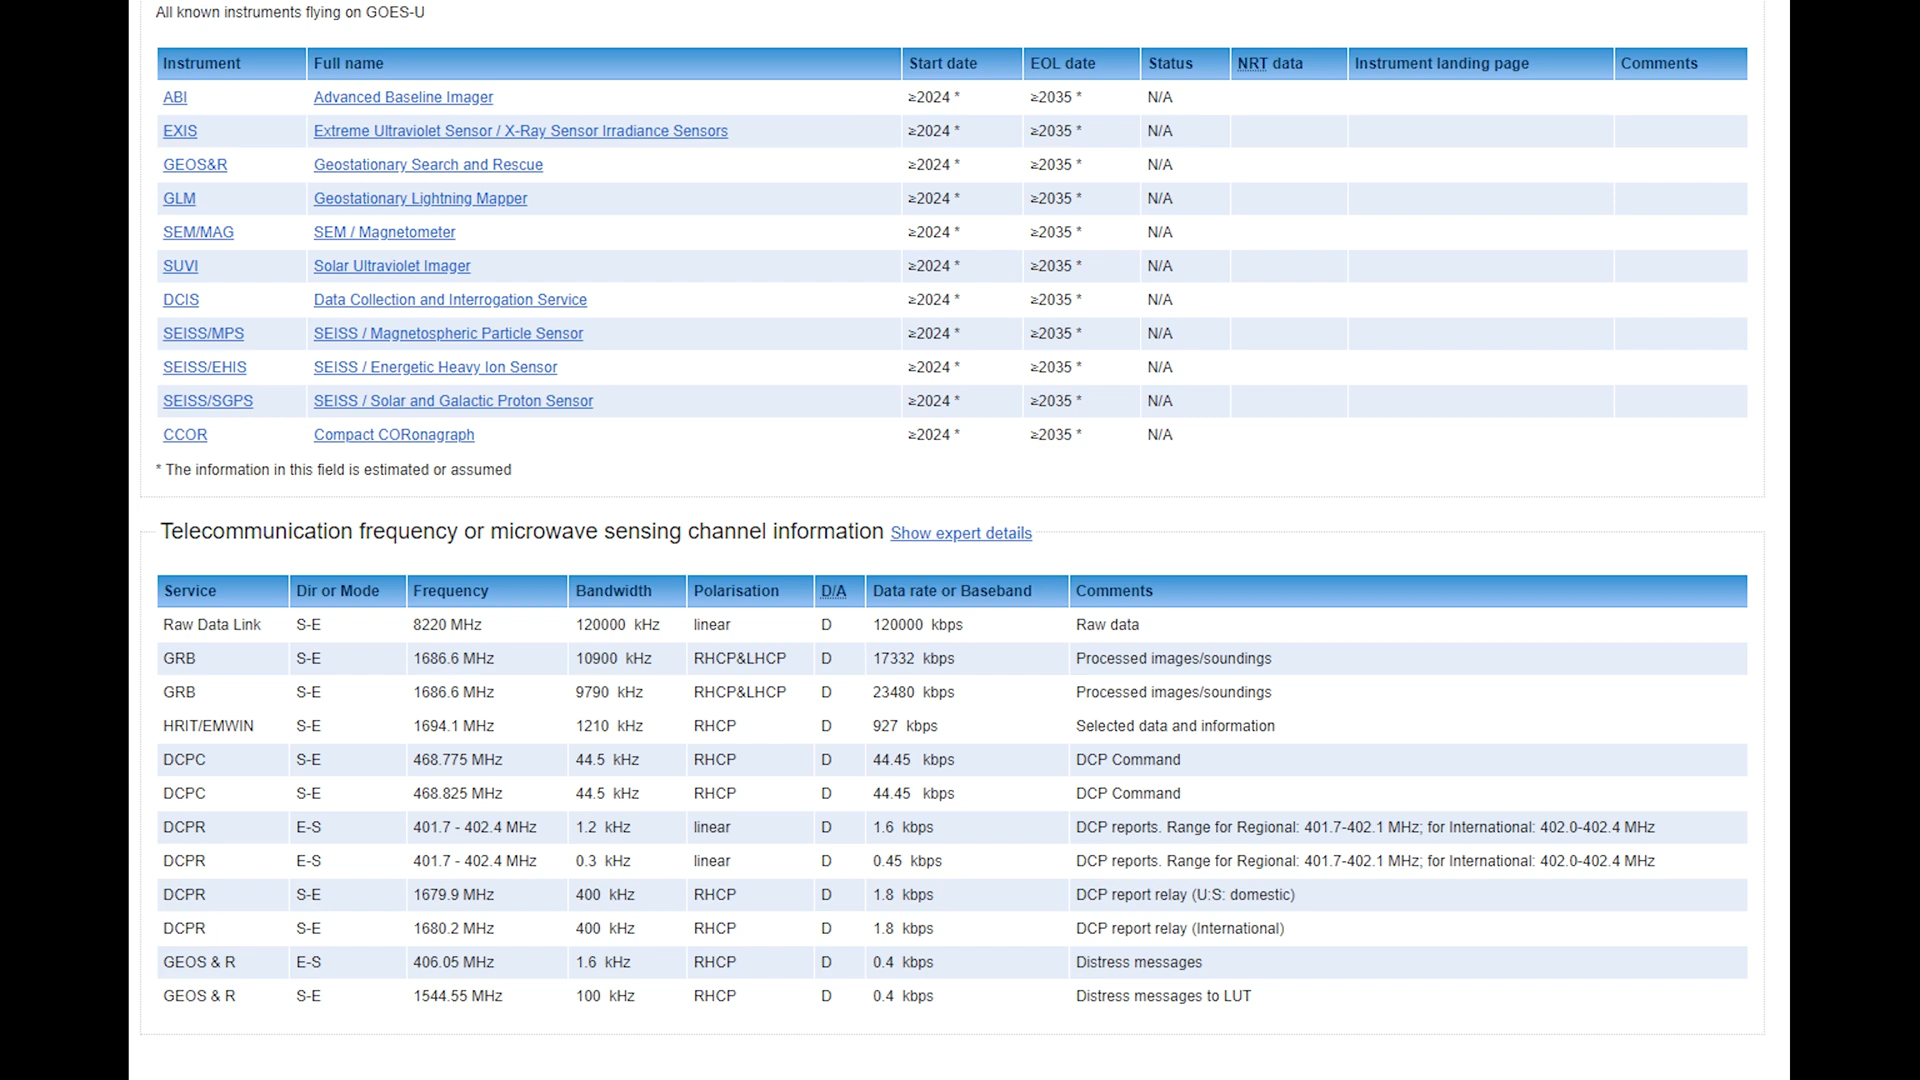 All known instruments flying on GOES-U
Instrument Full name Start date EOL date Status NRT data Instrument landing page Comments
ABI Advanced Baseline Imager ≥2024 * ≥2035 * N/A
EXIS Extreme Ultraviolet Sensor / X-Ray Sensor Irradiance Sensors ≥2024 * ≥2035 * N/A
GEOS&R Geostationary Search and Rescue ≥2024 * ≥2035 * N/A
GLM Geostationary Lightning Mapper ≥2024 * ≥2035 * N/A
SEM/MAG SEM / Magnetometer ≥2024 * ≥2035 * N/A
SUVI Solar Ultraviolet Imager ≥2024 * ≥2035 * N/A
DCIS Data Collection and Interrogation Service ≥2024 * ≥2035 * N/A
SEISS/MPS SEISS / Magnetospheric Particle Sensor ≥2024 * ≥2035 * N/A
SEISS/EHIS SEISS / Energetic Heavy Ion Sensor ≥2024 * ≥2035 * N/A
SEISS/SGPS SEISS / Solar and Galactic Proton Sensor ≥2024 * ≥2035 * N/A
CCOR Compact CORonagraph ≥2024 * ≥2035 * N/A
* The information in this field is estimated or assumed
Telecommunication frequency or microwave sensing channel information Show expert details
Service Dir or Mode Frequency Bandwidth Polarisation D/A Data rate or Baseband Comments
Raw Data Link S-E 8220 MHz 120000 kHz linear D 120000 kbps Raw data
GRB S-E 1686.6 MHz 10900 kHz RHCP&LHCP D 17332 kbps Processed images/soundings
GRB S-E 1686.6 MHz 9790 kHz RHCP&LHCP D 23480 kbps Processed images/soundings
HRIT/EMWIN S-E 1694.1 MHz 1210 kHz RHCP D 927 kbps Selected data and information
DCPC S-E 468.775 MHz 44.5 kHz RHCP D 44.45 kbps DCP Command
DCPC S-E 468.825 MHz 44.5 kHz RHCP D 44.45 kbps DCP Command
DCPR E-S 401.7 - 402.4 MHz 1.2 kHz linear D 1.6 kbps DCP reports. Range for Regional: 401.7-402.1 MHz; for International: 402.0-402.4 MHz
DCPR E-S 401.7 - 402.4 MHz 0.3 kHz linear D 0.45 kbps DCP reports. Range for Regional: 401.7-402.1 MHz; for International: 402.0-402.4 MHz
DCPR S-E 1679.9 MHz 400 kHz RHCP D 1.8 kbps DCP report relay (U:S: domestic)
DCPR S-E 1680.2 MHz 400 kHz RHCP D 1.8 kbps DCP report relay (International)
GEOS & R E-S 406.05 MHz 1.6 kHz RHCP D 0.4 kbps Distress messages
GEOS & R S-E 1544.55 MHz 100 kHz RHCP D 0.4 kbps Distress messages to LUT